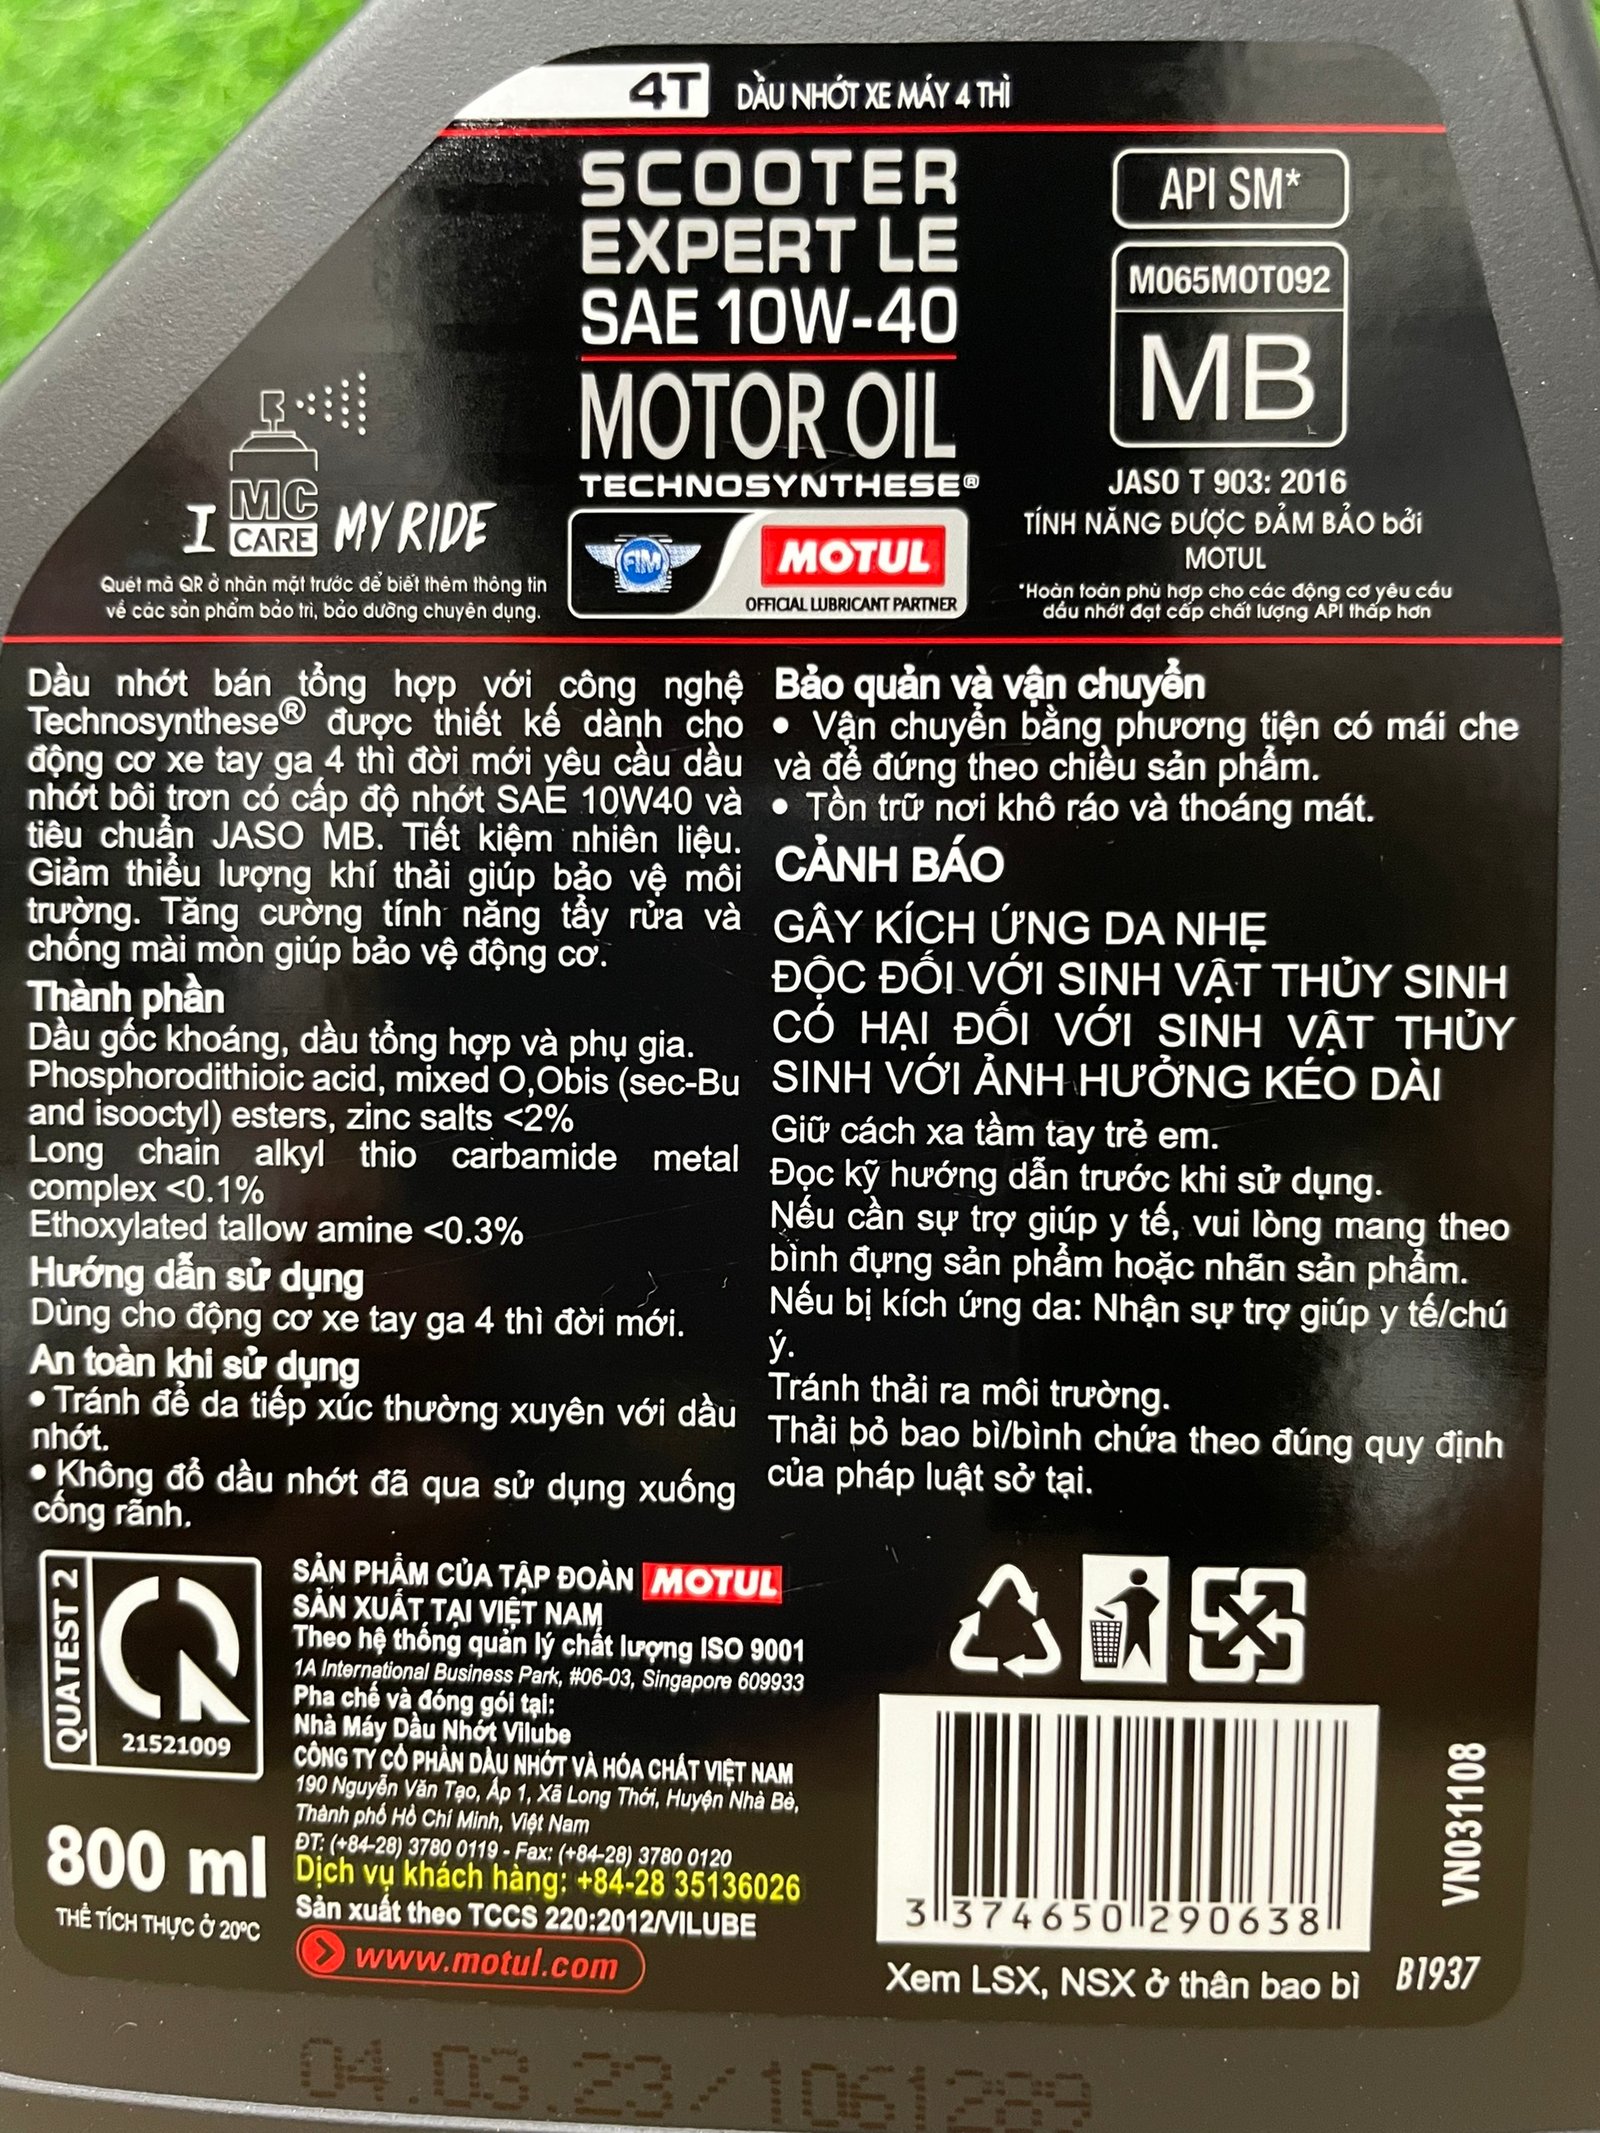 4T DẦU NHỚT XE MÁY 4 THÌ
SCOOTER
EXPERT LE
SAE 10W-40
MOTOR OIL
TECHNOSYNTHESE®
FIM
MOTUL
OFFICIAL LUBRICANT PARTNER
API SM*
M065MOT092
MB
JASO T 903: 2016
TÍNH NĂNG ĐƯỢC ĐẢM BẢO bởi
MOTUL
*Hoàn toàn phù hợp cho các động cơ yêu cầu
dầu nhớt đạt cấp chất lượng API thấp hơn
I MC CARE MY RIDE
Quét mã QR ở nhãn mặt trước để biết thêm thông tin
về các sản phẩm bảo trì, bảo dưỡng chuyên dụng.
Dầu nhớt bán tổng hợp với công nghệ
Technosynthese® được thiết kế dành cho
động cơ xe tay ga 4 thì đời mới yêu cầu dầu
nhớt bôi trơn có cấp độ nhớt SAE 10W40 và
tiêu chuẩn JASO MB. Tiết kiệm nhiên liệu.
Giảm thiểu lượng khí thải giúp bảo vệ môi
trường. Tăng cường tính năng tẩy rửa và
chống mài mòn giúp bảo vệ động cơ.
Thành phần
Dầu gốc khoáng, dầu tổng hợp và phụ gia.
Phosphorodithioic acid, mixed O,Obis (sec-Bu
and isooctyl) esters, zinc salts <2%
Long chain alkyl thio carbamide metal
complex <0.1%
Ethoxylated tallow amine <0.3%
Hướng dẫn sử dụng
Dùng cho động cơ xe tay ga 4 thì đời mới.
An toàn khi sử dụng
• Tránh để da tiếp xúc thường xuyên với dầu
nhớt.
• Không đổ dầu nhớt đã qua sử dụng xuống
cống rãnh.
Bảo quản và vận chuyển
• Vận chuyển bằng phương tiện có mái che
và để đứng theo chiều sản phẩm.
• Tồn trữ nơi khô ráo và thoáng mát.
CẢNH BÁO
GÂY KÍCH ỨNG DA NHẸ
ĐỘC ĐỐI VỚI SINH VẬT THỦY SINH
CÓ HẠI ĐỐI VỚI SINH VẬT THỦY
SINH VỚI ẢNH HƯỞNG KÉO DÀI
Giữ cách xa tầm tay trẻ em.
Đọc kỹ hướng dẫn trước khi sử dụng.
Nếu cần sự trợ giúp y tế, vui lòng mang theo
bình đựng sản phẩm hoặc nhãn sản phẩm.
Nếu bị kích ứng da: Nhận sự trợ giúp y tế/chú
ý.
Tránh thải ra môi trường.
Thải bỏ bao bì/bình chứa theo đúng quy định
của pháp luật sở tại.
QUATEST 2
21521009
800 ml
THỂ TÍCH THỰC Ở 20°C
SẢN PHẨM CỦA TẬP ĐOÀN MOTUL
SẢN XUẤT TẠI VIỆT NAM
Theo hệ thống quản lý chất lượng ISO 9001
1A International Business Park, #06-03, Singapore 609933
Pha chế và đóng gói tại:
Nhà Máy Dầu Nhớt Vilube
CÔNG TY CỔ PHẦN DẦU NHỚT VÀ HÓA CHẤT VIỆT NAM
190 Nguyễn Văn Tạo, Ấp 1, Xã Long Thới, Huyện Nhà Bè,
Thành phố Hồ Chí Minh, Việt Nam
ĐT: (+84-28) 3780 0119 - Fax: (+84-28) 3780 0120
Dịch vụ khách hàng: +84-28 35136026
Sản xuất theo TCCS 220:2012/VILUBE
www.motul.com
3 374650 290638
VN031108
Xem LSX, NSX ở thân bao bì B1937
04.03.23/1061289